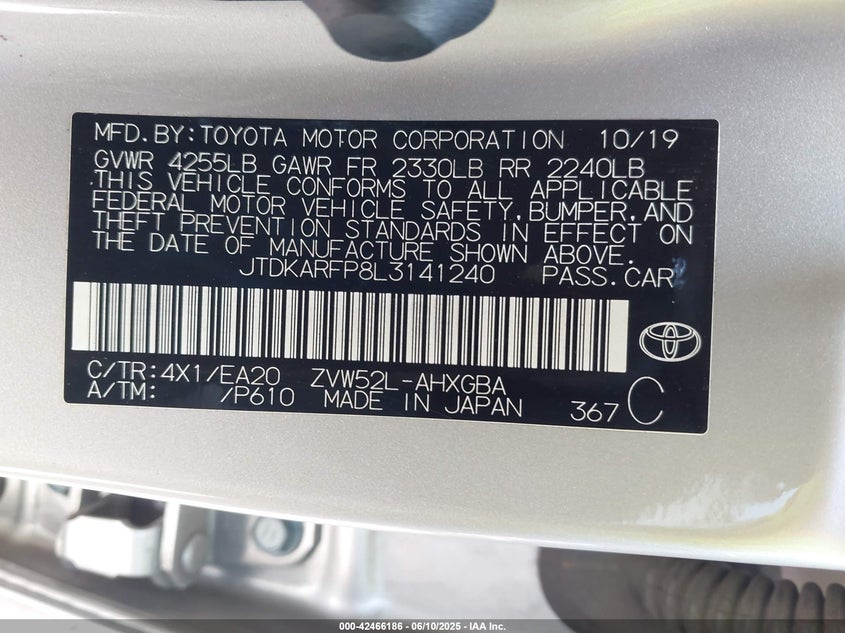 MFD.BY:TOYOTA MOTOR CORPORATION 10/19
GVWR 4255LB GAWR FR 2330LB RR 2240LB
THIS VEHICLE CONFORMS TO ALL APPLICABLE
FEDERAL MOTOR VEHICLE SAFETY,BUMPER,AND
THEFT PREVENTION STANDARDS IN EFFECT ON
THE DATE OF MANUFACTURE SHOWN ABOVE.
JTDKARFP8L3141240 PASS.CAR
C/TR:4X1/EA20 ZVW52L-AHXGBA
A/TM: /P610 MADE IN JAPAN 367 C
000-42466186 - 06/10/2025 - IAA Inc.